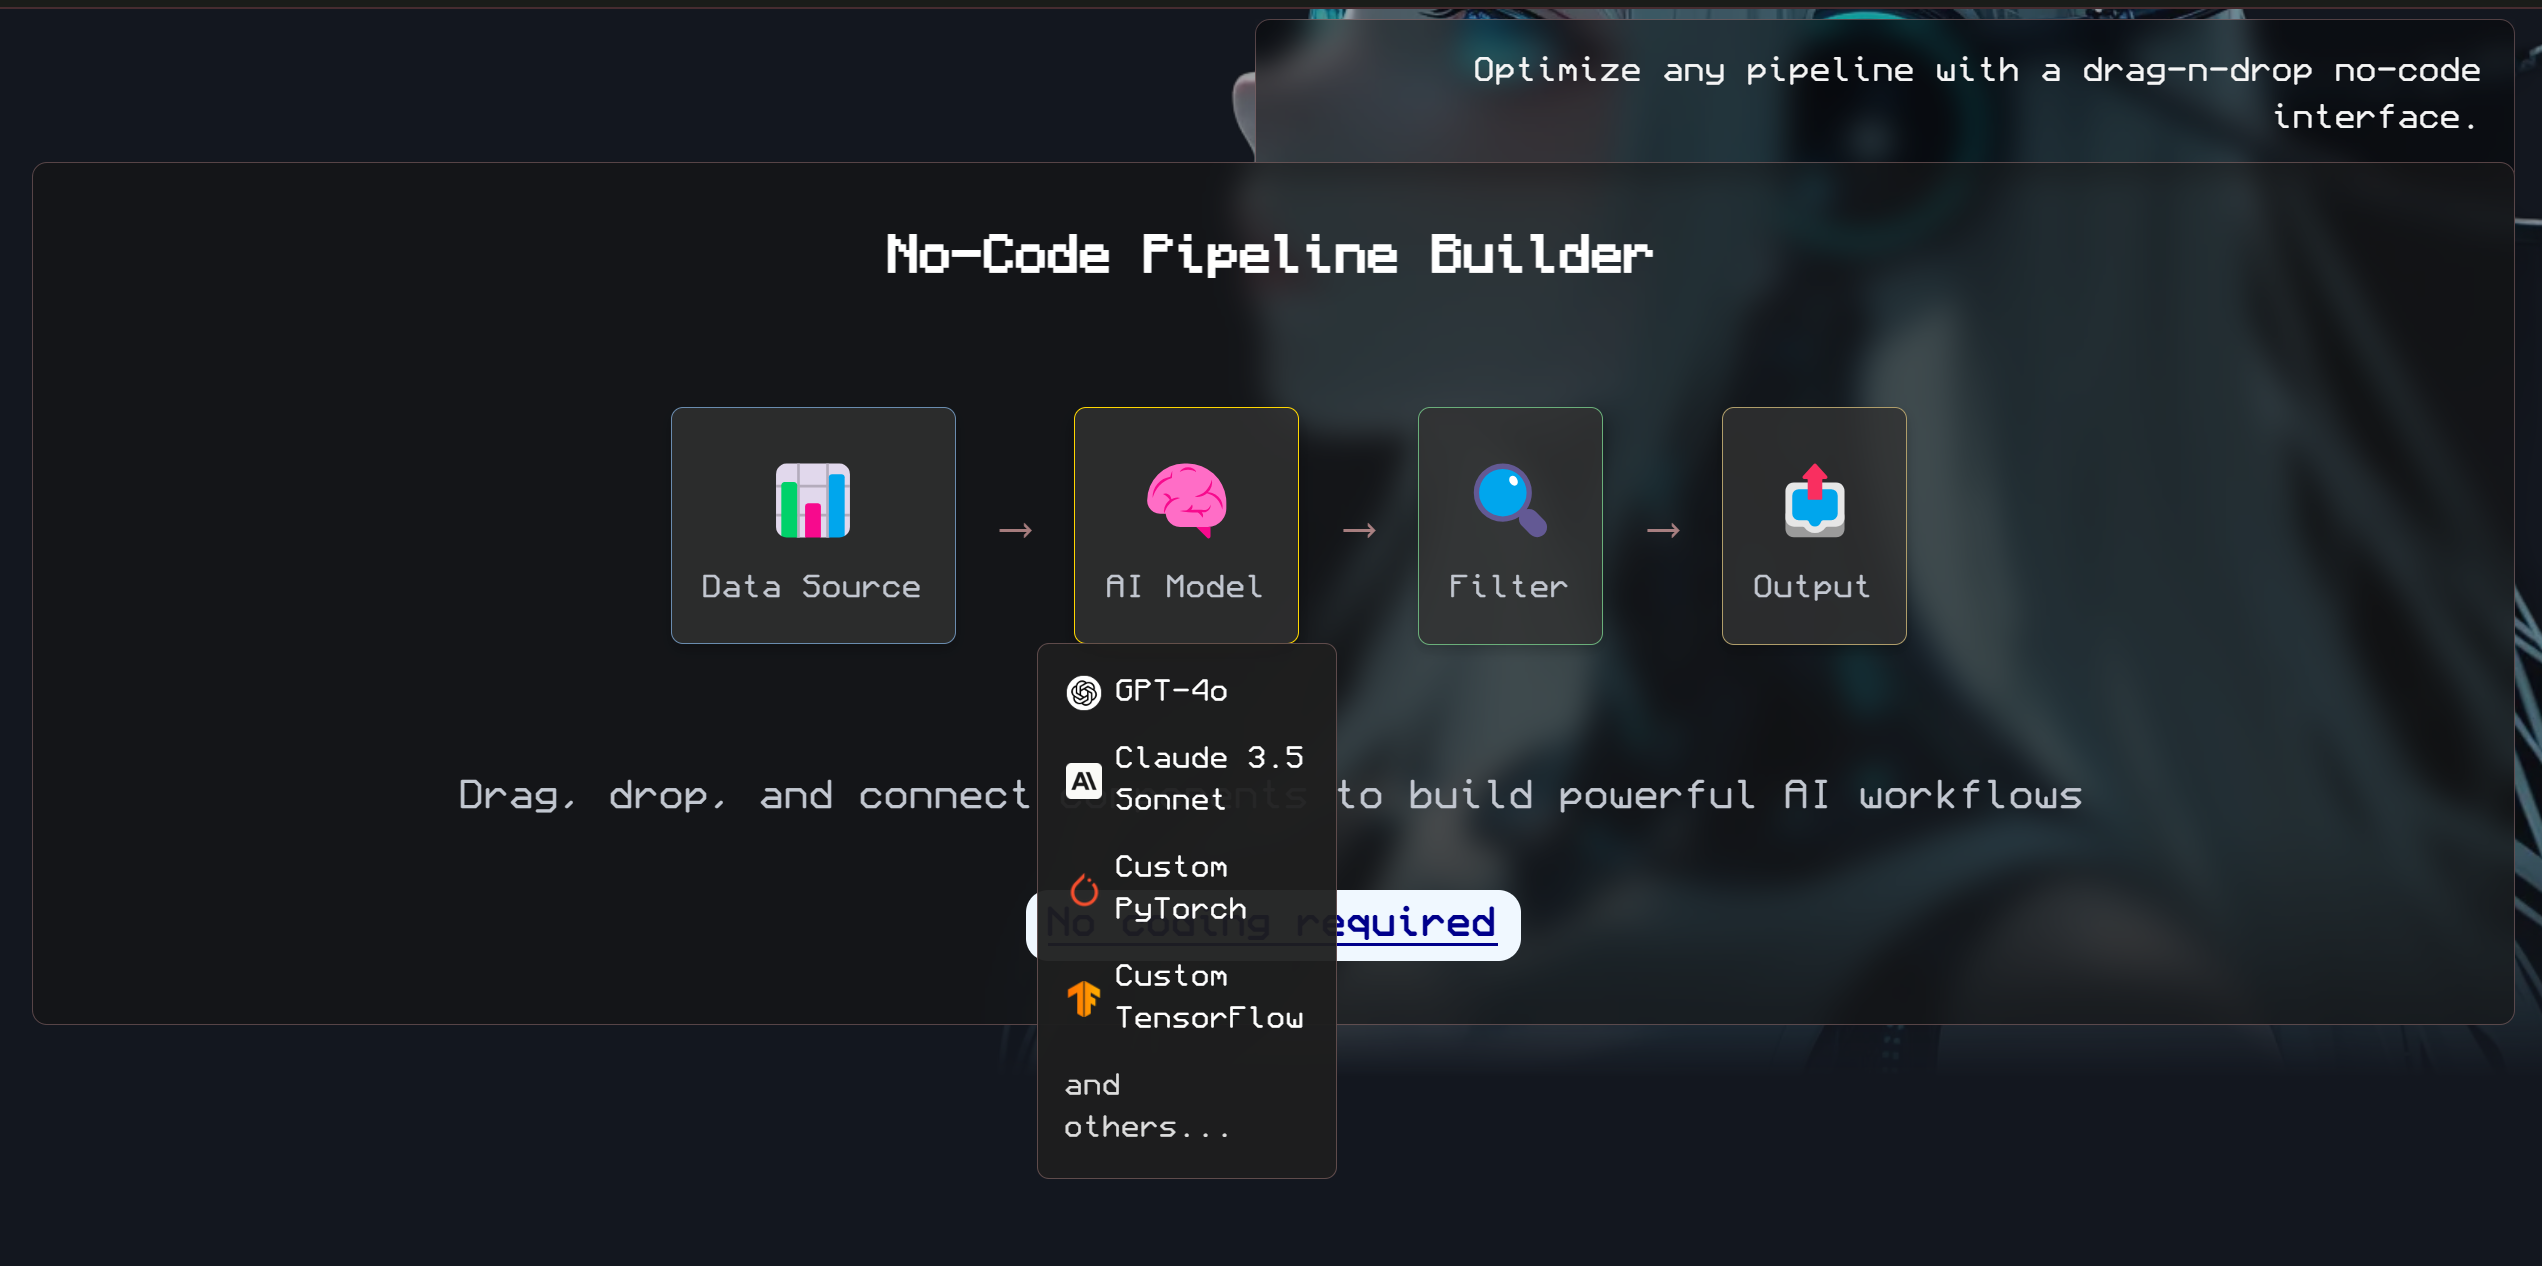 Optimize any pipeline with a drag-n-drop no-code
interface.
No-Code Pipeline Builder
Data Source
→
AI Model
→
Filter
→
Output
GPT-4o
Claude 3.5
Sonnet
Custom
PyTorch
Custom
TensorFlow
and
others...
Drag, drop, and connect components to build powerful AI workflows
No coding required